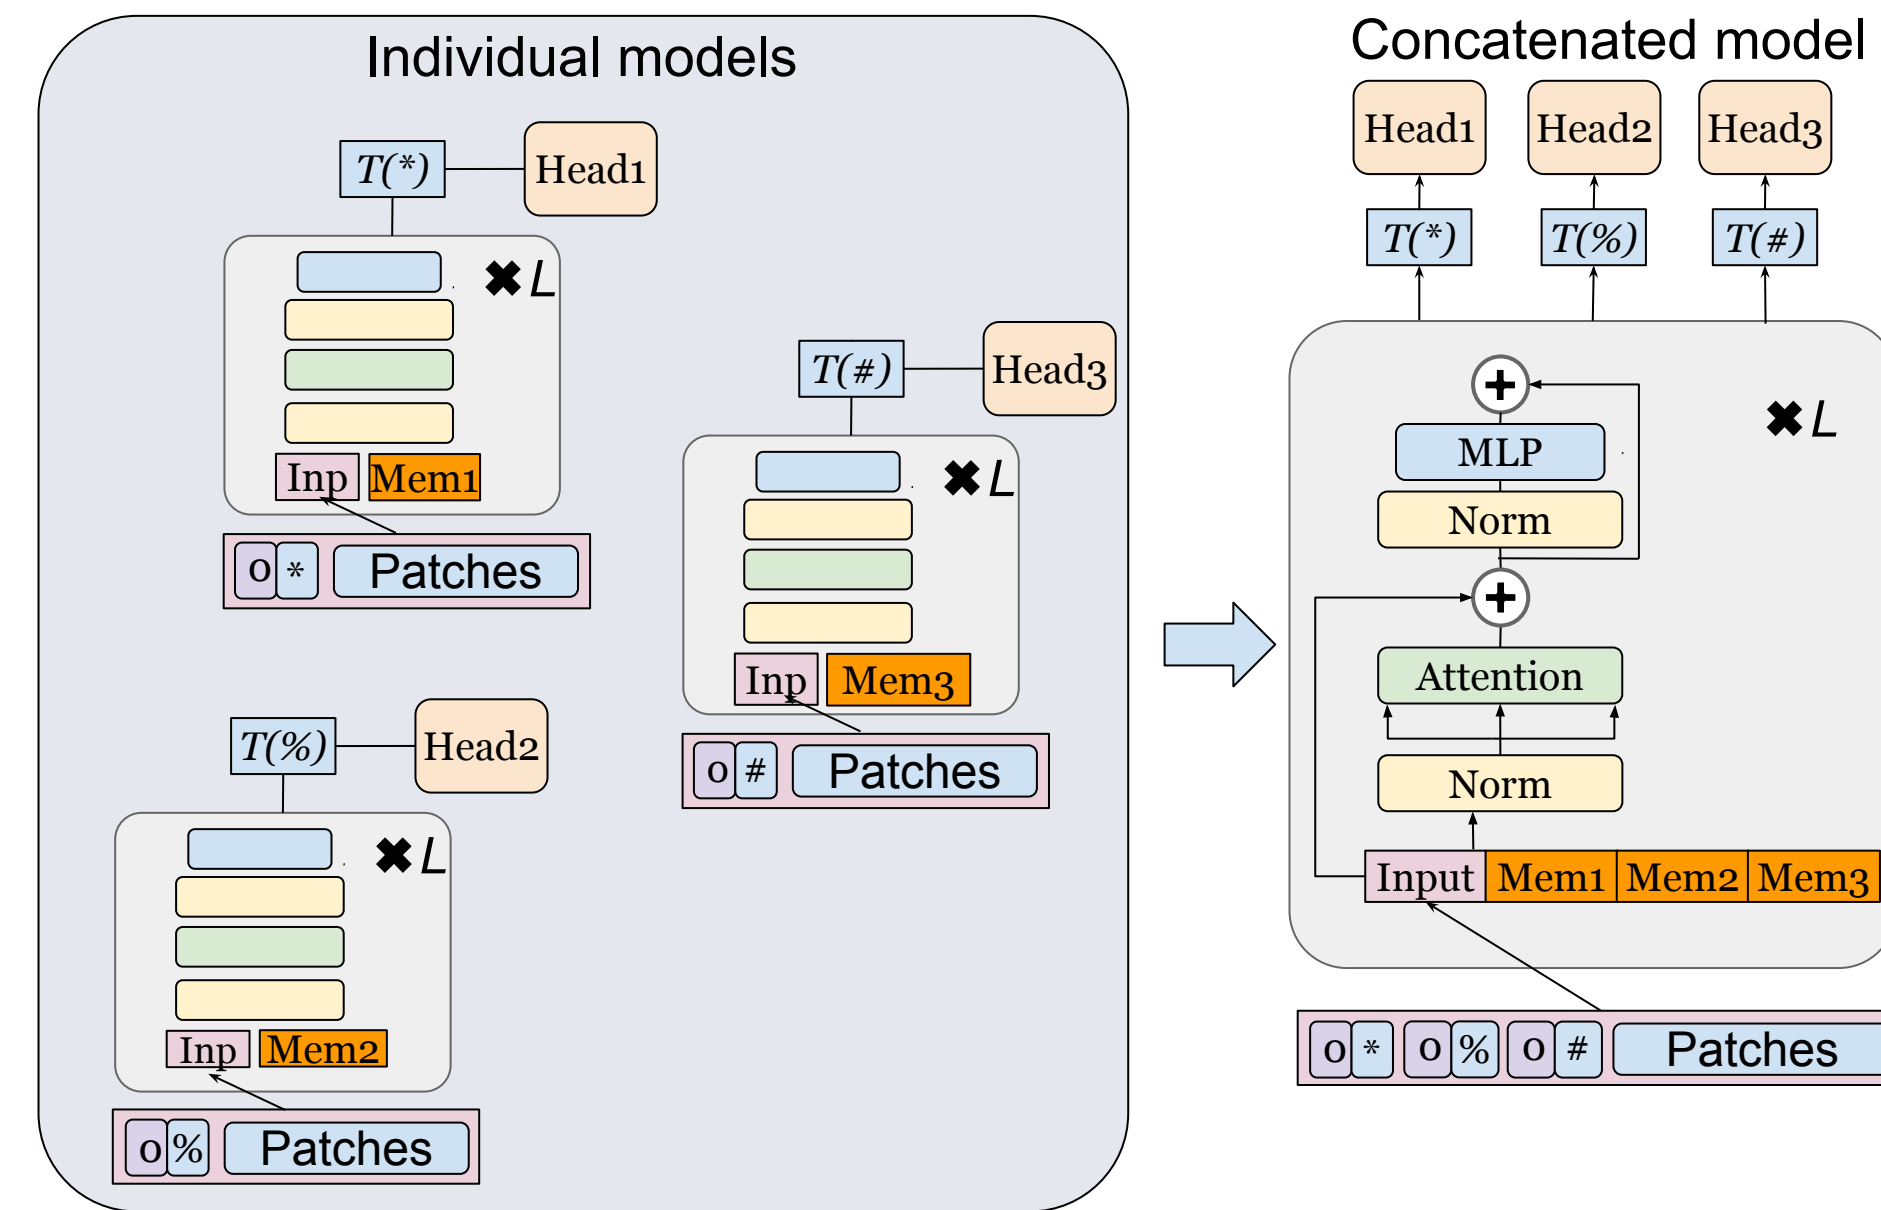 Individual models
T(*) Head1
✖ L
Inp Mem1
0 * Patches
T(#) Head3
✖ L
Inp Mem3
0 # Patches
T(%) Head2
✖ L
Inp Mem2
0 % Patches
Concatenated model
Head1 Head2 Head3
T(*) T(%) T(#)
+
✖ L
MLP
Norm
+
Attention
Norm
Input Mem1 Mem2 Mem3
0 * 0 % 0 # Patches